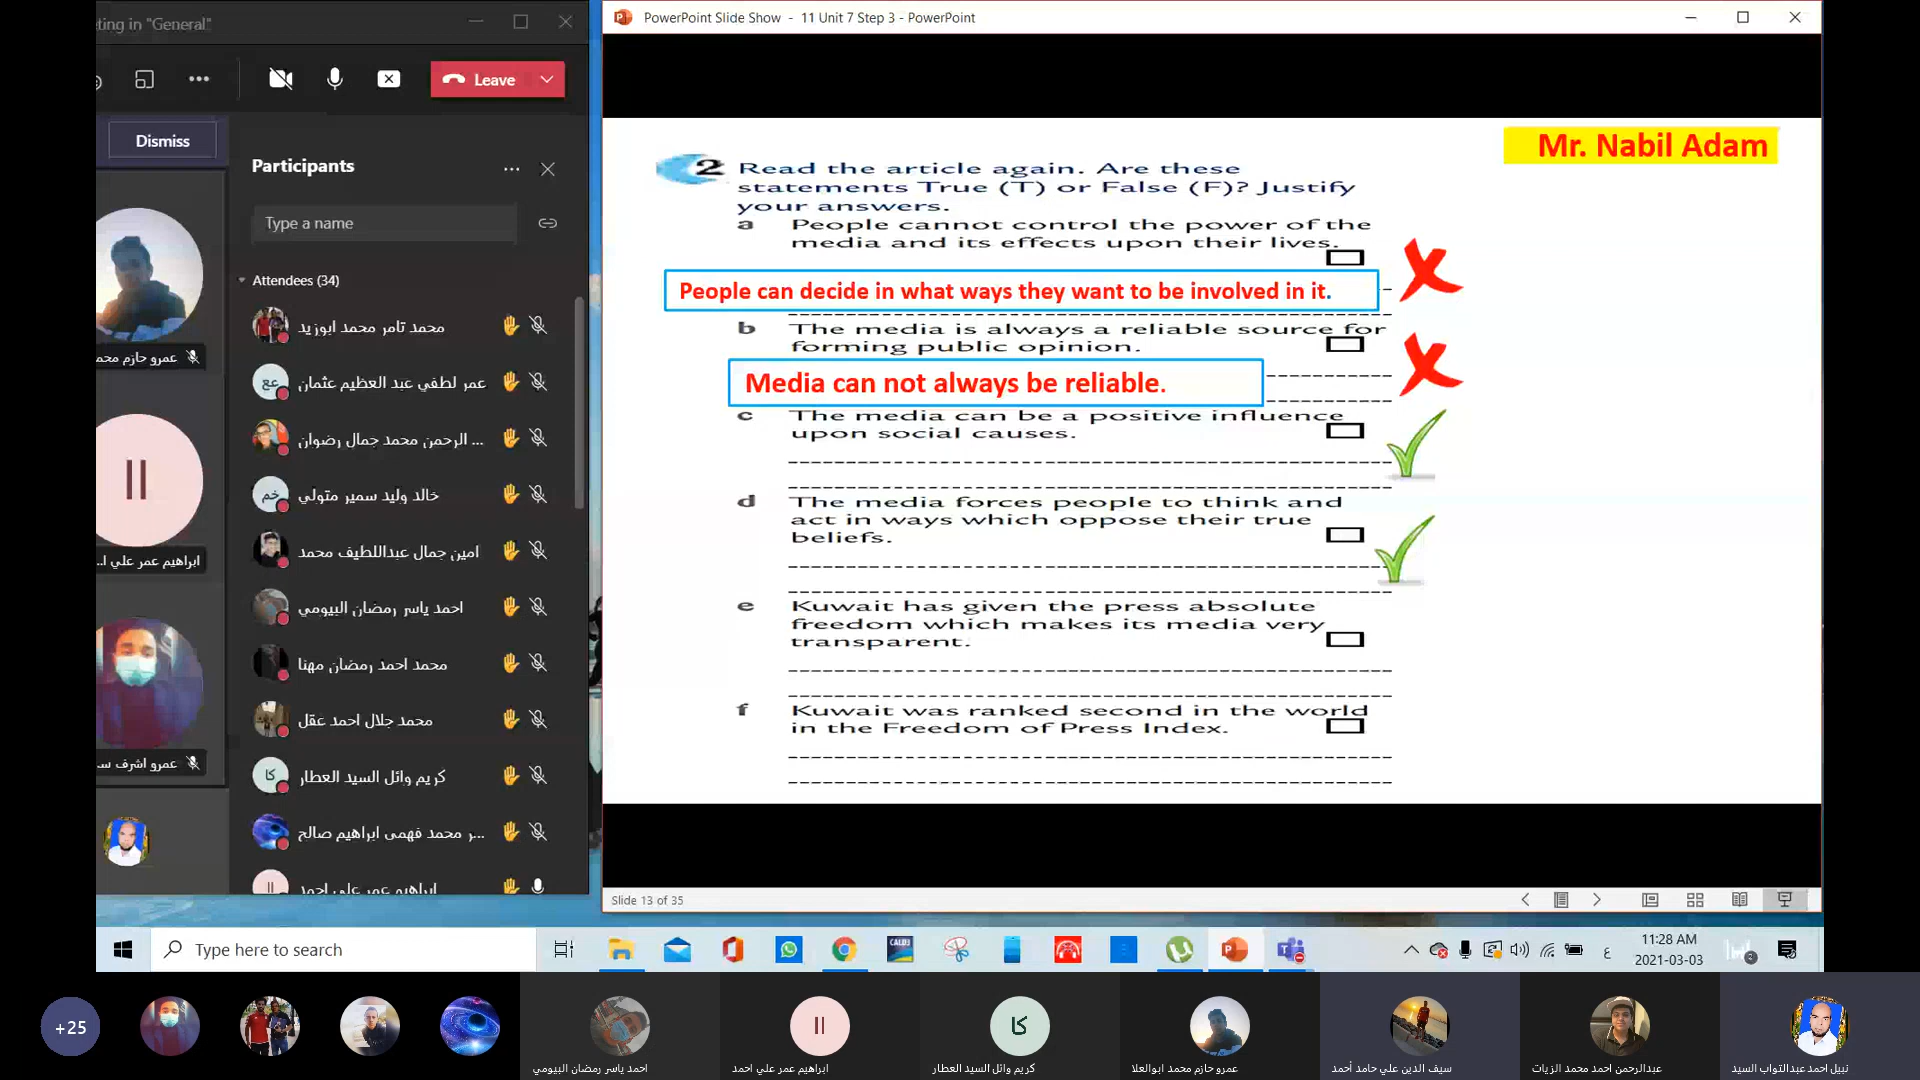 ting in "General"
PowerPoint Slide Show - 11 Unit 7 Step 3 - PowerPoint
Leave
Dismiss
Participants
Type a name
Attendees (34)
محمد تامر محمد ابوزيد
عمر لطفي عبد العظيم عثمان
عع
الرحمن محمد جمال رضوان ...
خالد وليد سمير متولي
خم
امين جمال عبداللطيف محمد
احمد ياسر رمضان البيومي
محمد احمد رمضان مهنا
محمد جلال احمد عقل
كريم وائل السيد العطار
كا
ر محمد فهمي ابراهيم صالح...
ابراهيم عمر علي احمد
اا
عمرو حازم محمد
اا
ابراهيم عمر علي ا...
عمرو اشرف س
Mr. Nabil Adam
2 Read the article again. Are these
statements True (T) or False (F)? Justify
your answers.
a People cannot control the power of the
media and its effects upon their lives.
People can decide in what ways they want to be involved in it.
b The media is always a reliable source for
forming public opinion.
Media can not always be reliable.
c The media can be a positive influence
upon social causes.
d The media forces people to think and
act in ways which oppose their true
beliefs.
e Kuwait has given the press absolute
freedom which makes its media very
transparent.
f Kuwait was ranked second in the world
in the Freedom of Press Index.
Slide 13 of 35
Type here to search
ع
11:28 AM
2021-03-03
2
+25
احمد ياسر رمضان البيومي
اا
ابراهيم عمر علي احمد
كا
كريم وائل السيد العطار
عمرو حازم محمد ابوالعلا
سيف الدين علي حامد أحمد
عبدالرحمن احمد محمد الزيات
نبيل احمد عبدالتواب السيد